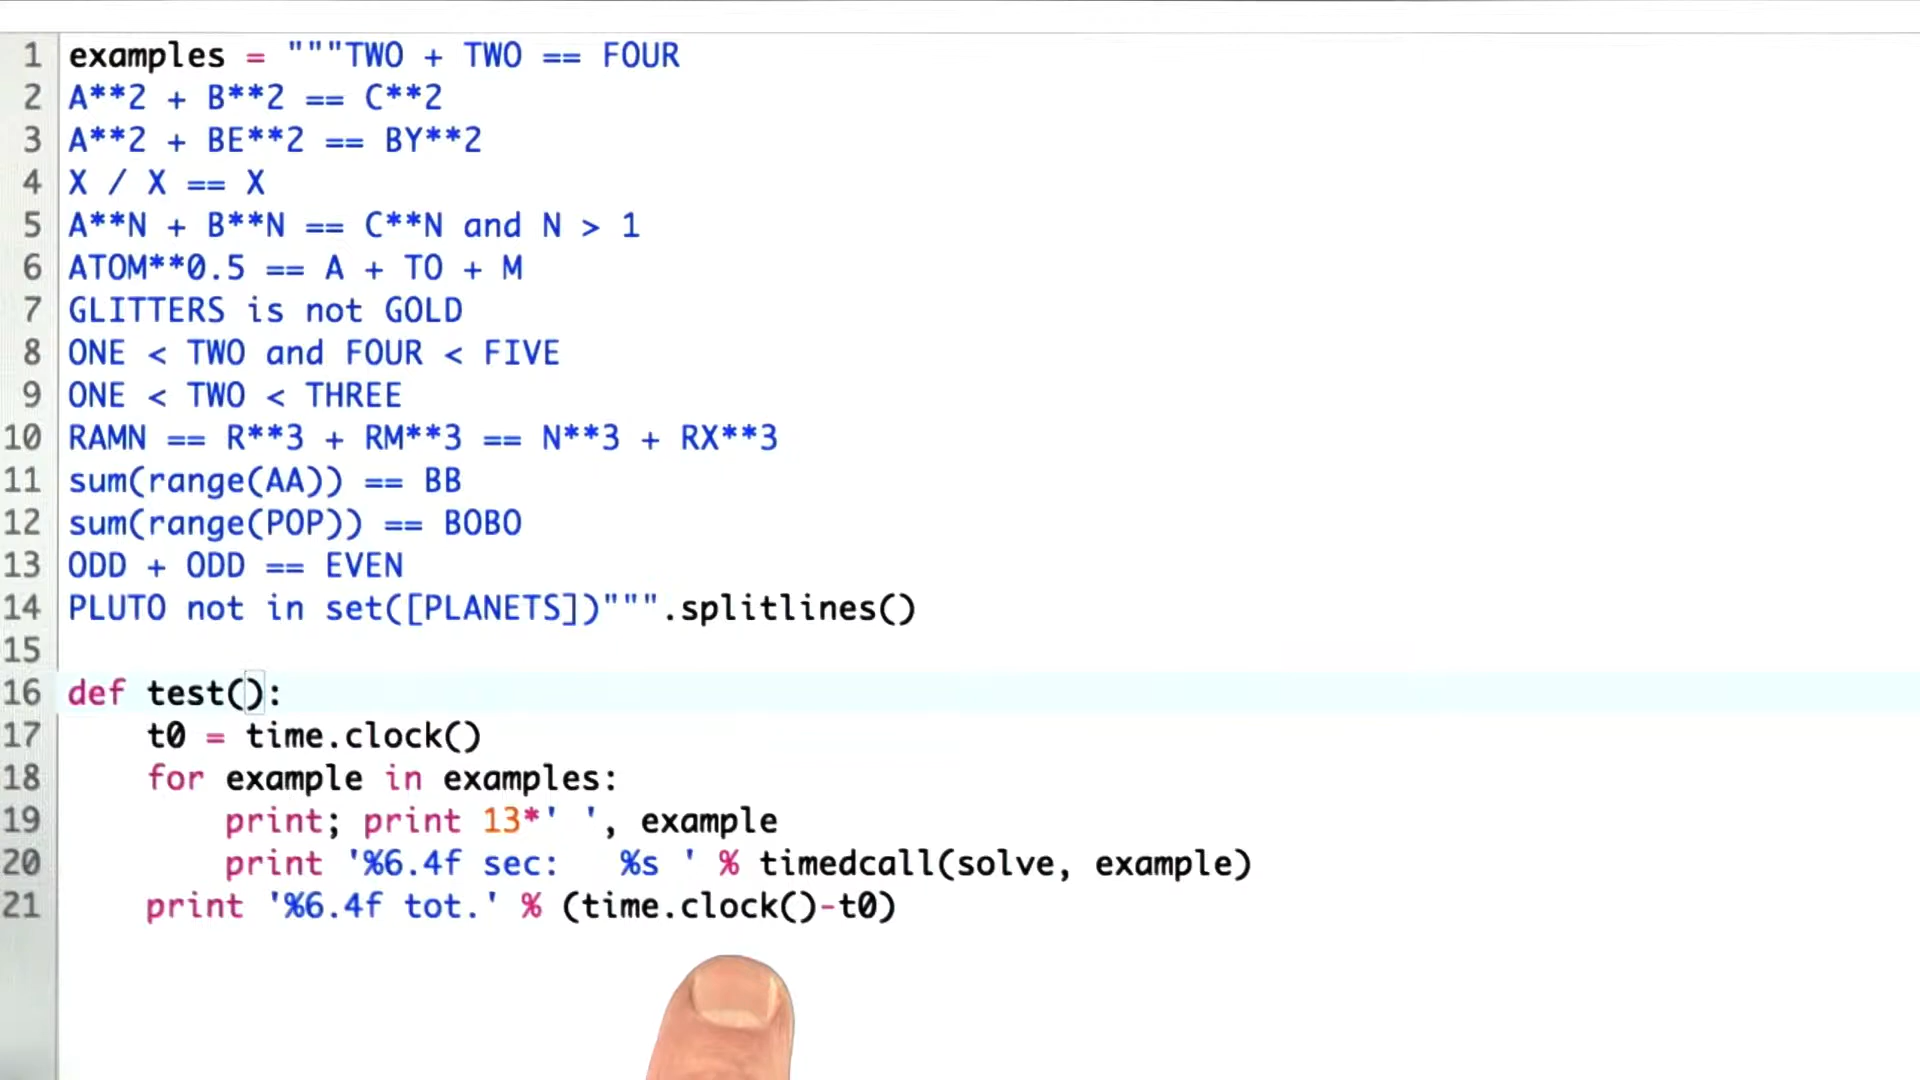 1 examples = """TWO + TWO == FOUR
2 A**2 + B**2 == C**2
3 A**2 + BE**2 == BY**2
4 X / X == X
5 A**N + B**N == C**N and N > 1
6 ATOM**0.5 == A + TO + M
7 GLITTERS is not GOLD
8 ONE < TWO and FOUR < FIVE
9 ONE < TWO < THREE
10 RAMN == R**3 + RM**3 == N**3 + RX**3
11 sum(range(AA)) == BB
12 sum(range(POP)) == BOBO
13 ODD + ODD == EVEN
14 PLUTO not in set([PLANETS])""".splitlines()
15
16 def test():
17     t0 = time.clock()
18     for example in examples:
19         print; print 13*' ', example
20         print '%6.4f sec:   %s ' % timedcall(solve, example)
21     print '%6.4f tot.' % (time.clock()-t0)